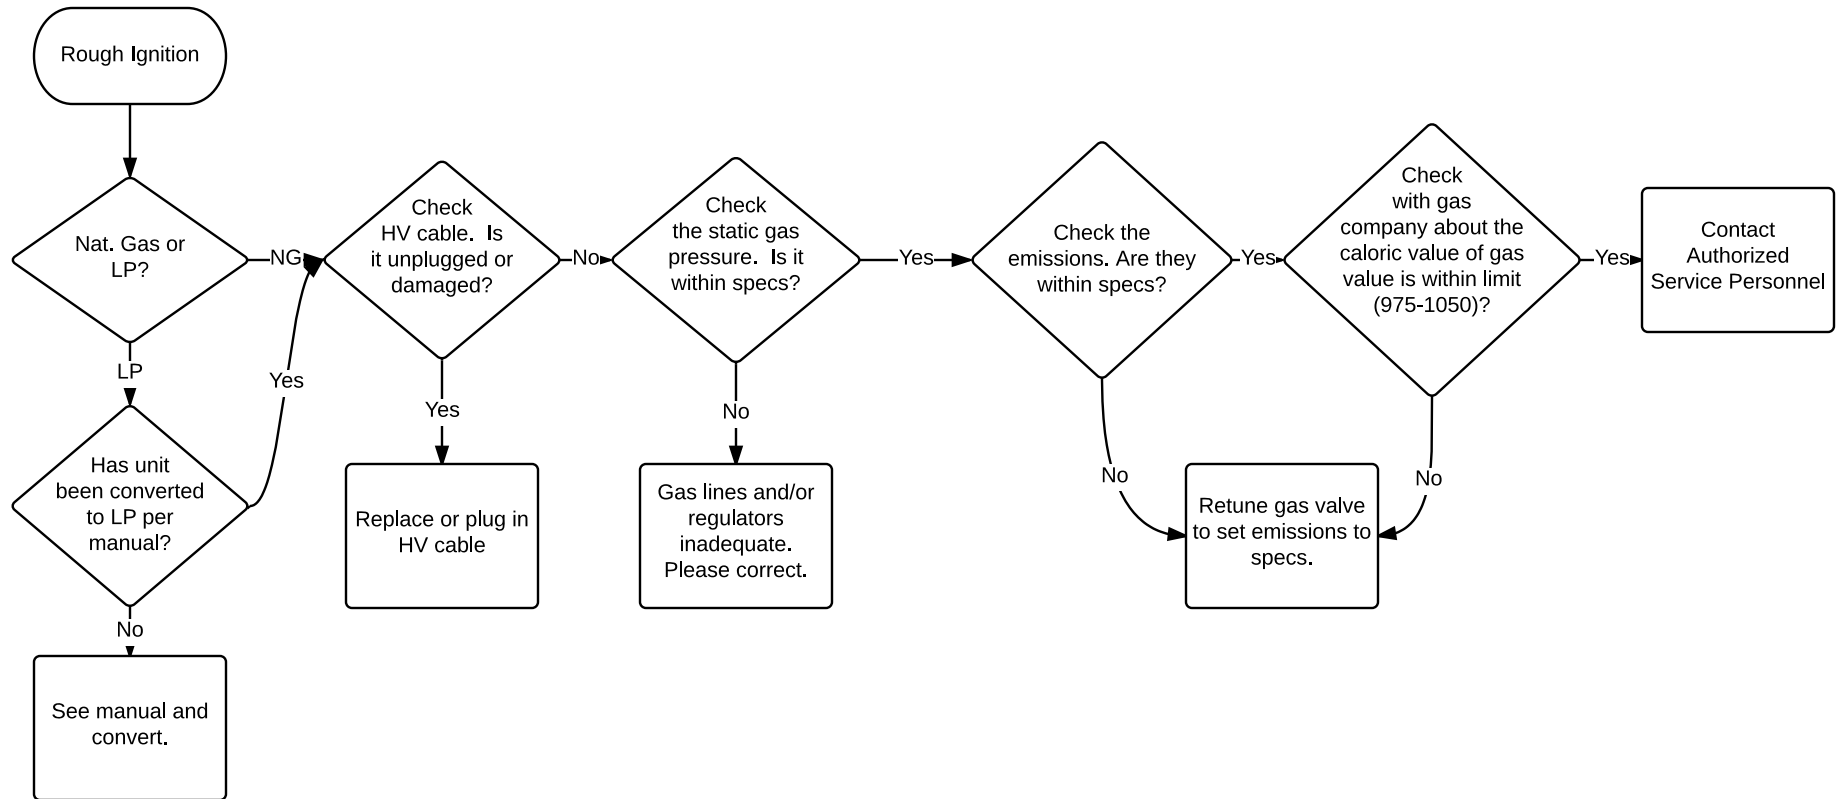 Rough Ignition
Nat. Gas or
LP?
NG
LP
Has unit
been converted
to LP per
manual?
Yes
No
See manual and
convert.
Check
HV cable. Is
it unplugged or
damaged?
No
Yes
Replace or plug in
HV cable
Check
the static gas
pressure. Is it
within specs?
Yes
No
Gas lines and/or
regulators
inadequate.
Please correct.
Check the
emissions. Are they
within specs?
Yes
No
Retune gas valve
to set emissions to
specs.
Check
with gas
company about the
caloric value of gas
value is within limit
(975-1050)?
Yes
No
Contact
Authorized
Service Personnel